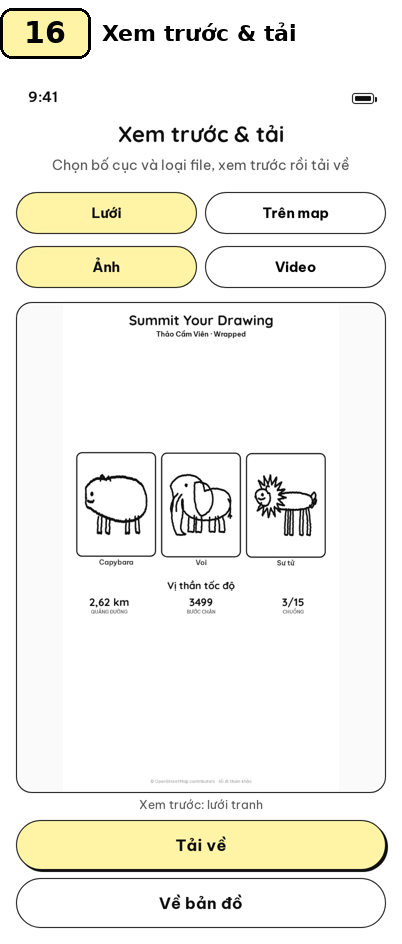 16 Xem trước & tải
9:41
Xem trước & tải
Chọn bố cục và loại file, xem trước rồi tải về
Lưới Trên map
Ảnh Video
Summit Your Drawing
Thảo Cầm Viên · Wrapped
Capybara Voi Sư tử
Vị thần tốc độ
2,62 km 3499 3/15
QUÃNG ĐƯỜNG BƯỚC CHÂN CHUỒNG
© OpenStreetMap contributors
Xem trước: lưới tranh
Tải về
Về bản đồ